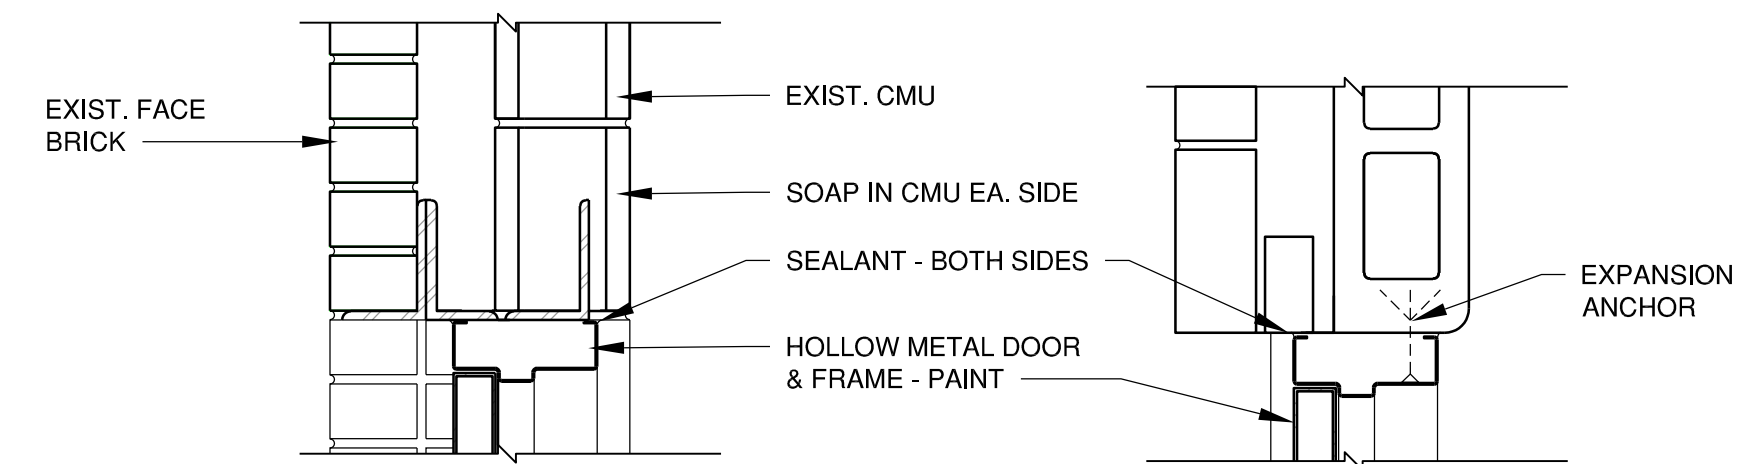 EXIST. FACE
BRICK
EXIST. CMU
SOAP IN CMU EA. SIDE
SEALANT - BOTH SIDES
HOLLOW METAL DOOR
& FRAME - PAINT
EXPANSION
ANCHOR